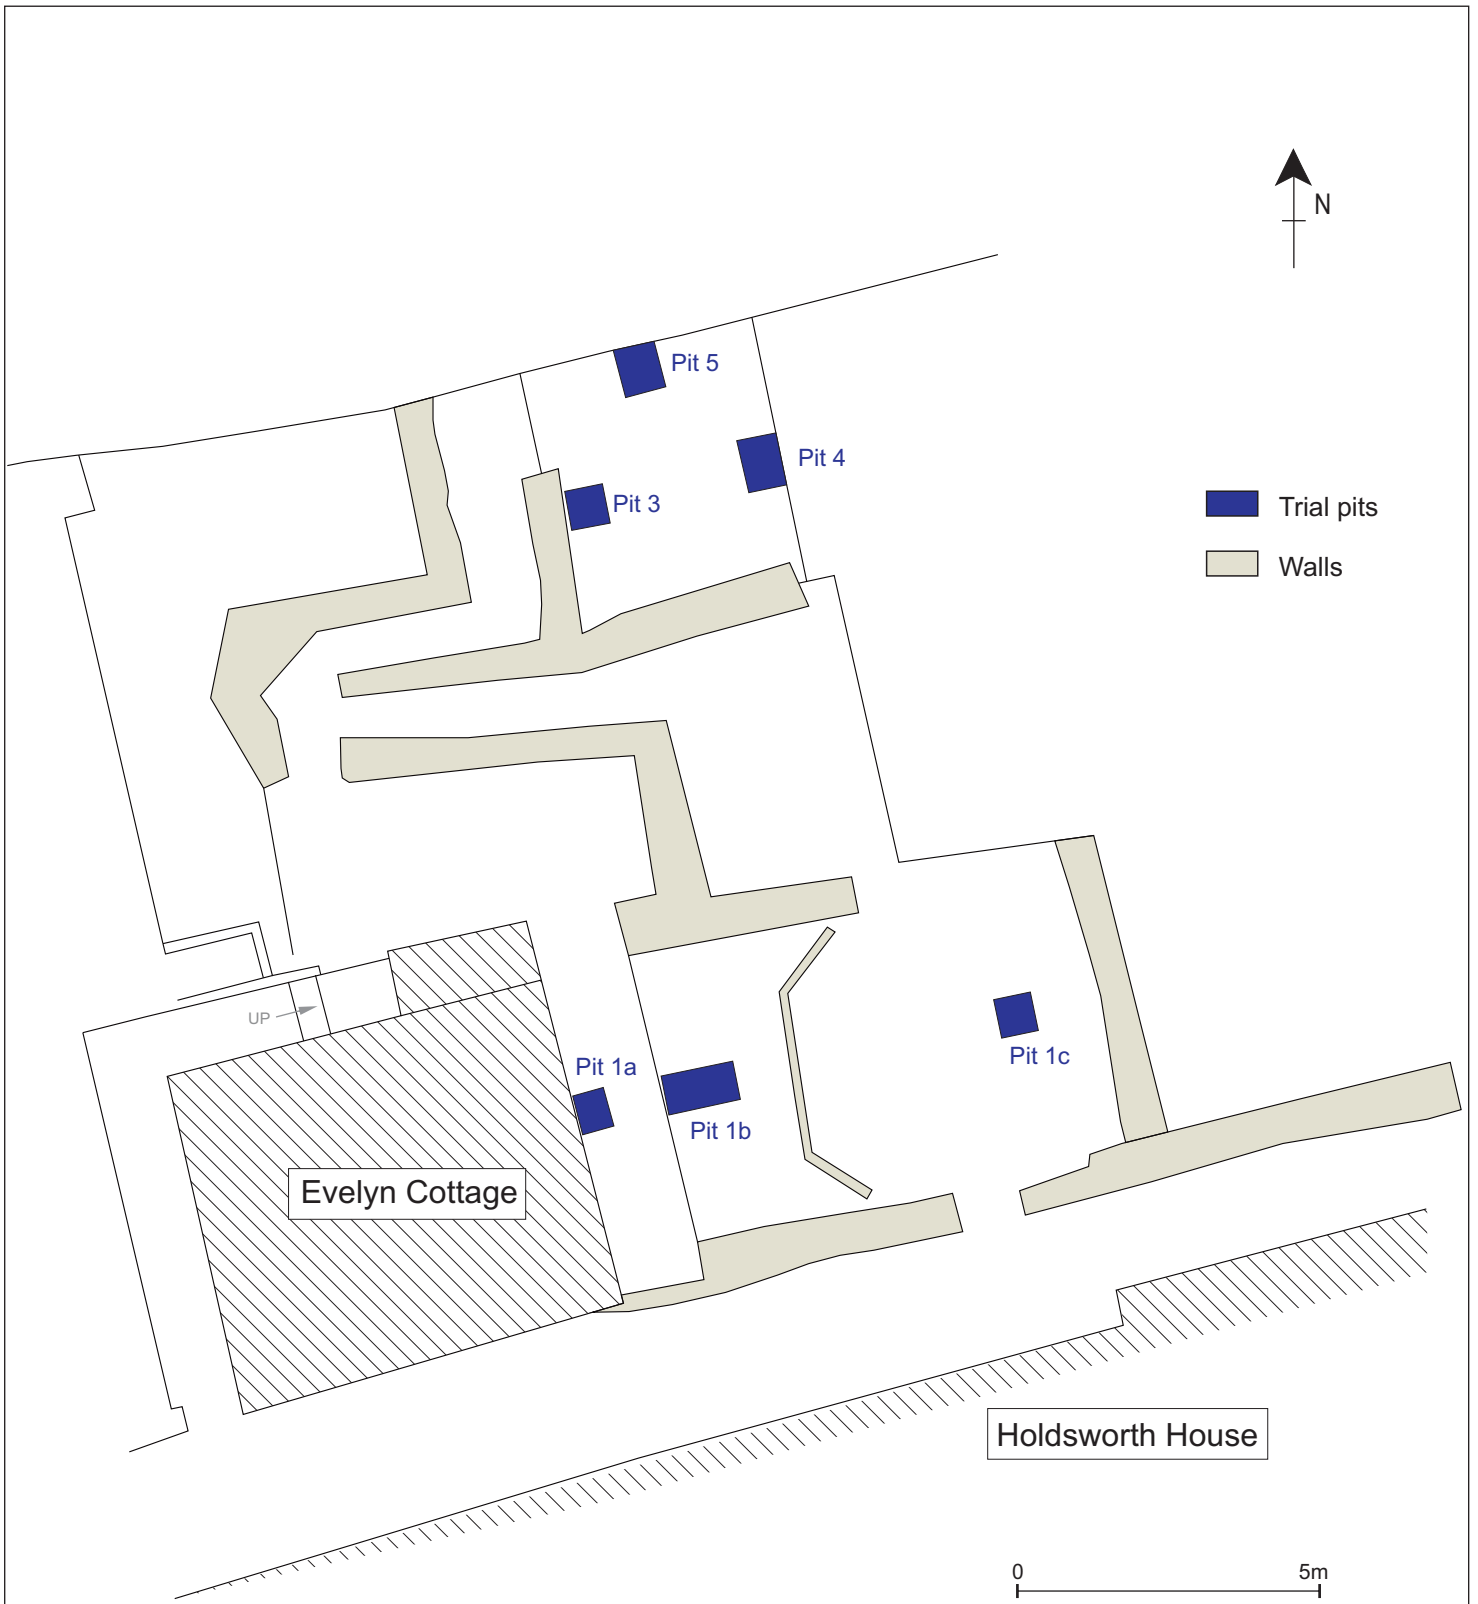 N
Pit 5
Pit 4
Pit 3
Trial pits
Walls
UP
Pit 1a
Pit 1b
Pit 1c
Evelyn Cottage
Holdsworth House
0 5m